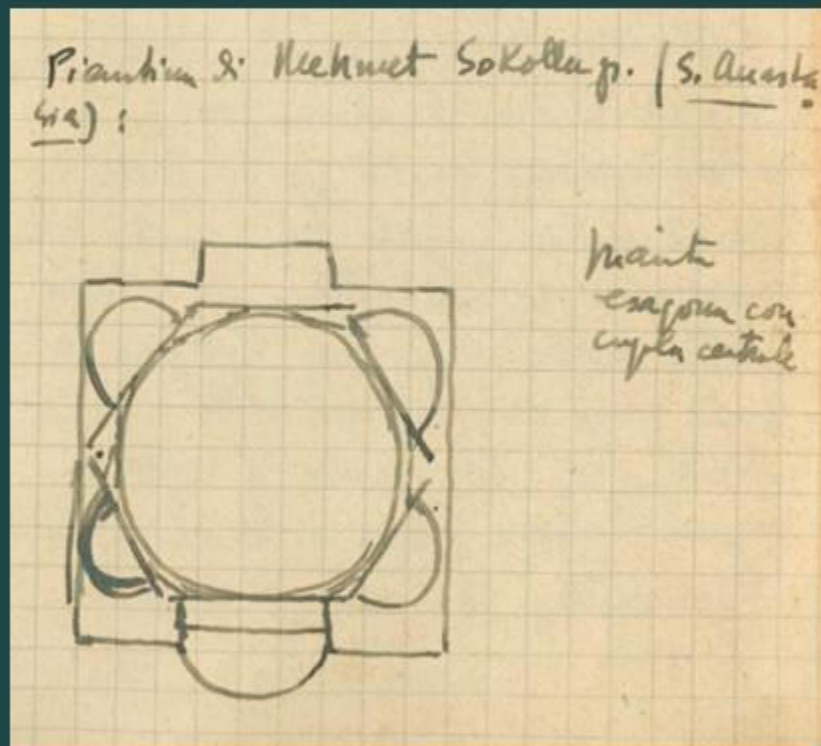 Piantina di Mehmet Sokollu p. (S. Anasta
sia) :
pianta
esagona con
cupola centrale